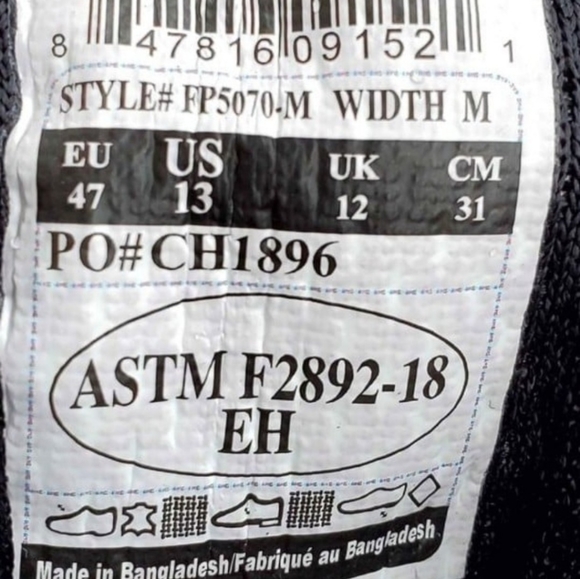 8 47816 09152 1
STYLE# FP5070-M WIDTH M
EU US UK CM
47 13 12 31
PO# CH1896
ASTM F2892-18
EH
Made in Bangladesh/Fabriqué au Bangladesh